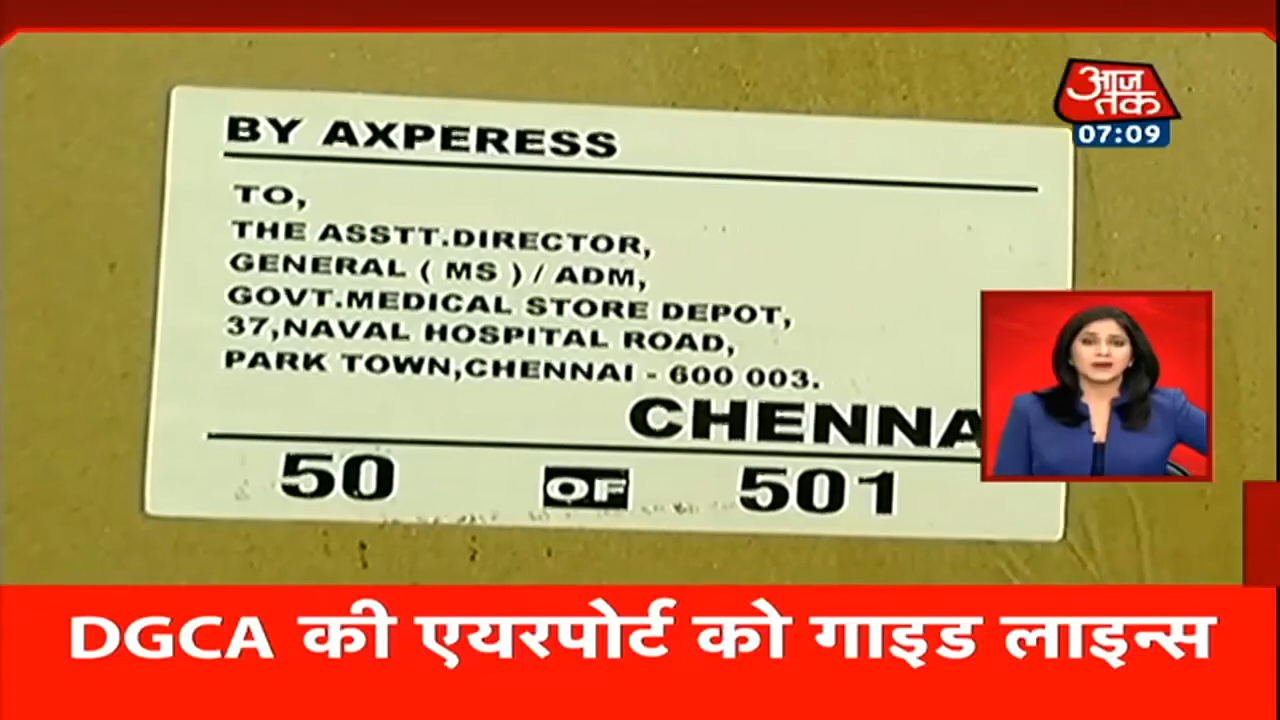 आज
तक
07:09
BY AXPERESS
TO,
THE ASSTT.DIRECTOR,
GENERAL ( MS ) / ADM,
GOVT.MEDICAL STORE DEPOT,
37,NAVAL HOSPITAL ROAD,
PARK TOWN,CHENNAI - 600 003.
CHENNA
50 OF 501
DGCA की एयरपोर्ट को गाइड लाइन्स